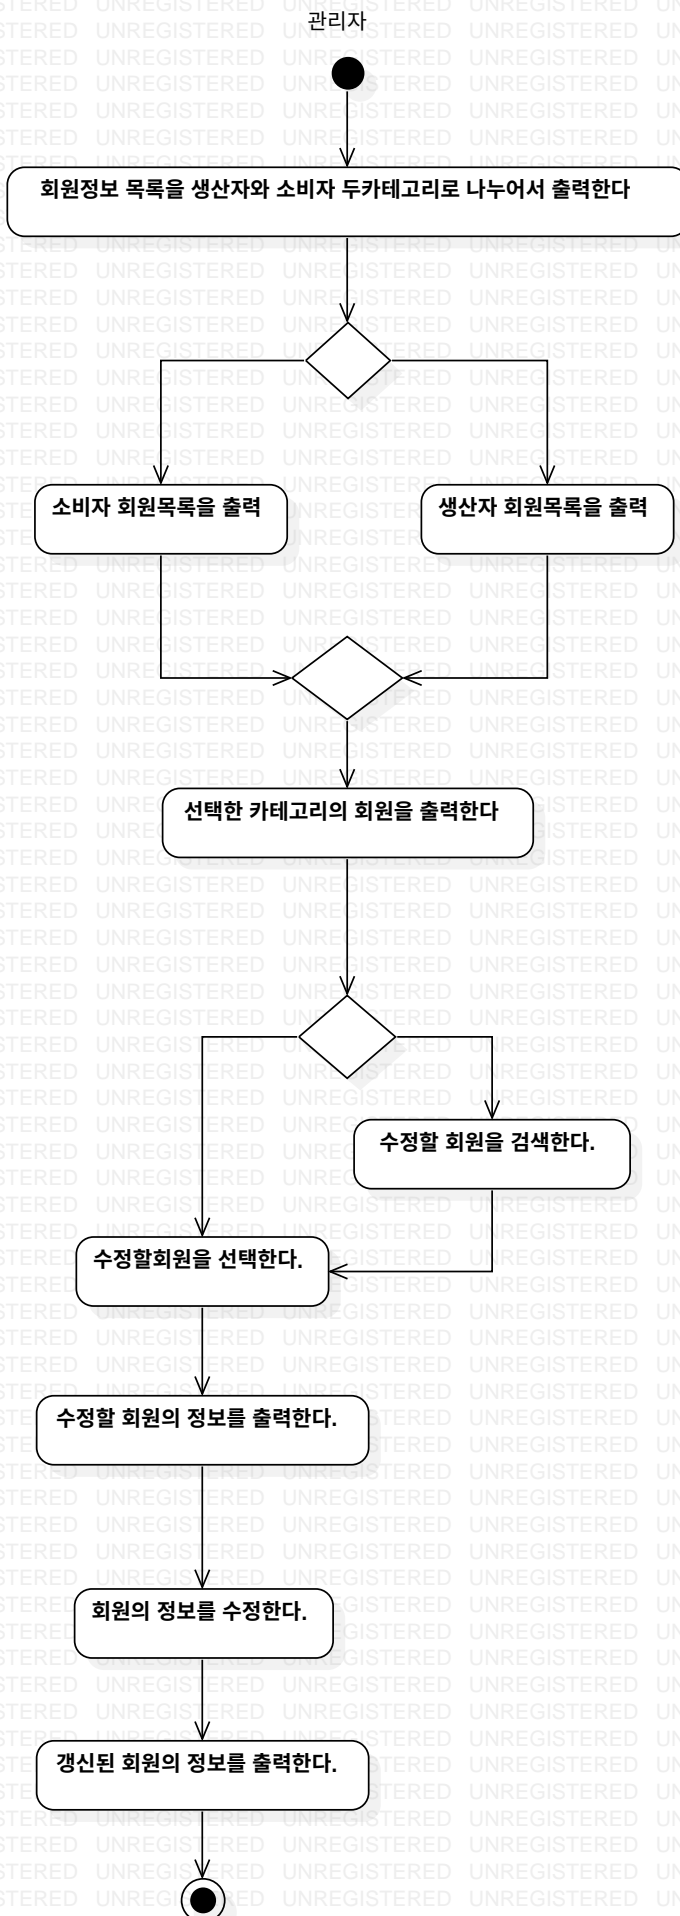 관리자
회원정보 목록을 생산자와 소비자 두카테고리로 나누어서 출력한다
소비자 회원목록을 출력
생산자 회원목록을 출력
선택한 카테고리의 회원을 출력한다
수정할 회원을 검색한다.
수정할회원을 선택한다.
수정할 회원의 정보를 출력한다.
회원의 정보를 수정한다.
갱신된 회원의 정보를 출력한다.